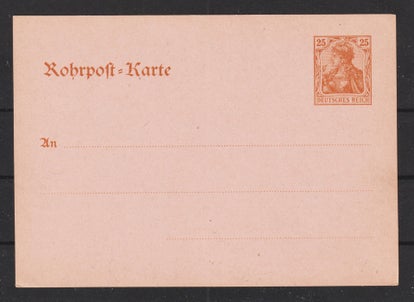 25 25
DEUTSCHES REICH
Rohrpost-Karte
An